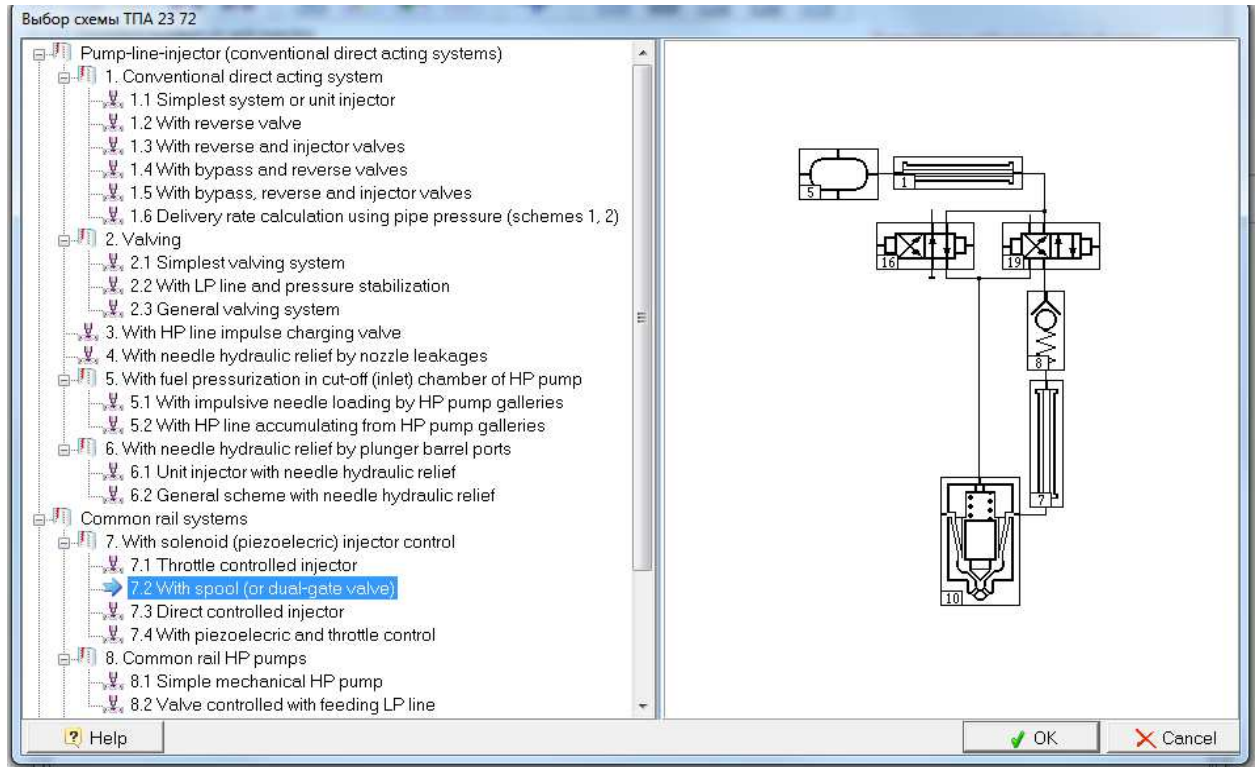 Выбор схемы ТПА 23 72
Pump-line-injector (conventional direct acting systems)
1. Conventional direct acting system
1.1 Simplest system or unit injector
1.2 With reverse valve
1.3 With reverse and injector valves
1.4 With bypass and reverse valves
1.5 With bypass, reverse and injector valves
1.6 Delivery rate calculation using pipe pressure (schemes 1, 2)
2. Valving
2.1 Simplest valving system
2.2 With LP line and pressure stabilization
2.3 General valving system
3. With HP line impulse charging valve
4. With needle hydraulic relief by nozzle leakages
5. With fuel pressurization in cut-off (inlet) chamber of HP pump
5.1 With impulsive needle loading by HP pump galleries
5.2 With HP line accumulating from HP pump galleries
6. With needle hydraulic relief by plunger barrel ports
6.1 Unit injector with needle hydraulic relief
6.2 General scheme with needle hydraulic relief
Common rail systems
7. With solenoid (piezoelecric) injector control
7.1 Throttle controlled injector
7.2 With spool (or dual-gate valve)
7.3 Direct controlled injector
7.4 With piezoelecric and throttle control
8. Common rail HP pumps
8.1 Simple mechanical HP pump
8.2 Valve controlled with feeding LP line
5
1
16
19
8
7
10
Help
OK
Cancel